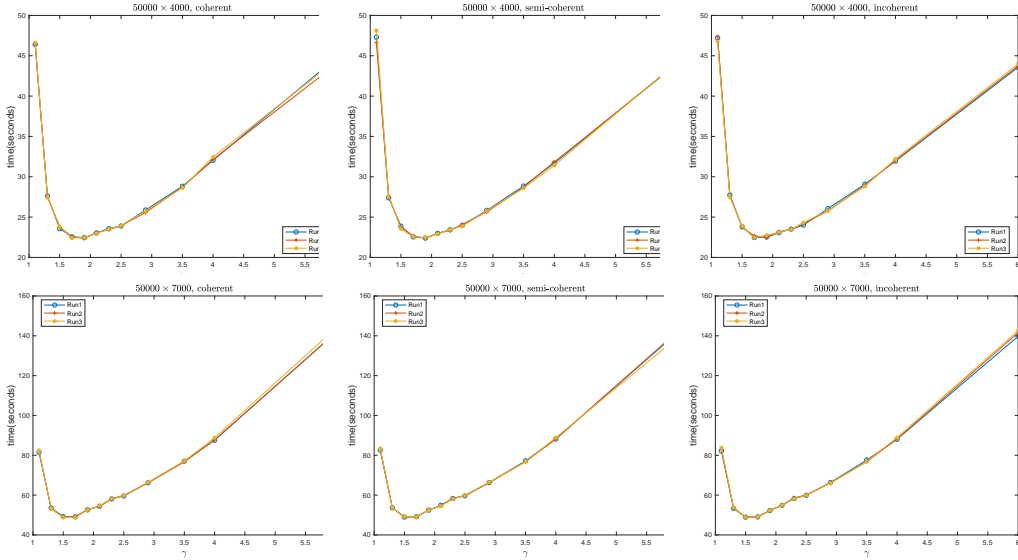 50000 × 4000, coherent
50
45
40
35
30
25
20
time(seconds)
1 1.5 2 2.5 3 3.5 4 4.5 5 5.5
Run
Run
Run
50000 × 4000, semi-coherent
50
45
40
35
30
25
20
time(seconds)
1 1.5 2 2.5 3 3.5 4 4.5 5 5.5
Run
Run
Run
50000 × 4000, incoherent
50
45
40
35
30
25
20
time(seconds)
1 1.5 2 2.5 3 3.5 4 4.5 5 5.5 6
Run1
Run2
Run3
50000 × 7000, coherent
160
140
120
100
80
60
40
time(seconds)
1 1.5 2 2.5 3 3.5 4 4.5 5 5.5
γ
Run1
Run2
Run3
50000 × 7000, semi-coherent
160
140
120
100
80
60
40
time(seconds)
1 1.5 2 2.5 3 3.5 4 4.5 5 5.5
γ
Run1
Run2
Run3
50000 × 7000, incoherent
160
140
120
100
80
60
40
time(seconds)
1 1.5 2 2.5 3 3.5 4 4.5 5 5.5 6
γ
Run1
Run2
Run3